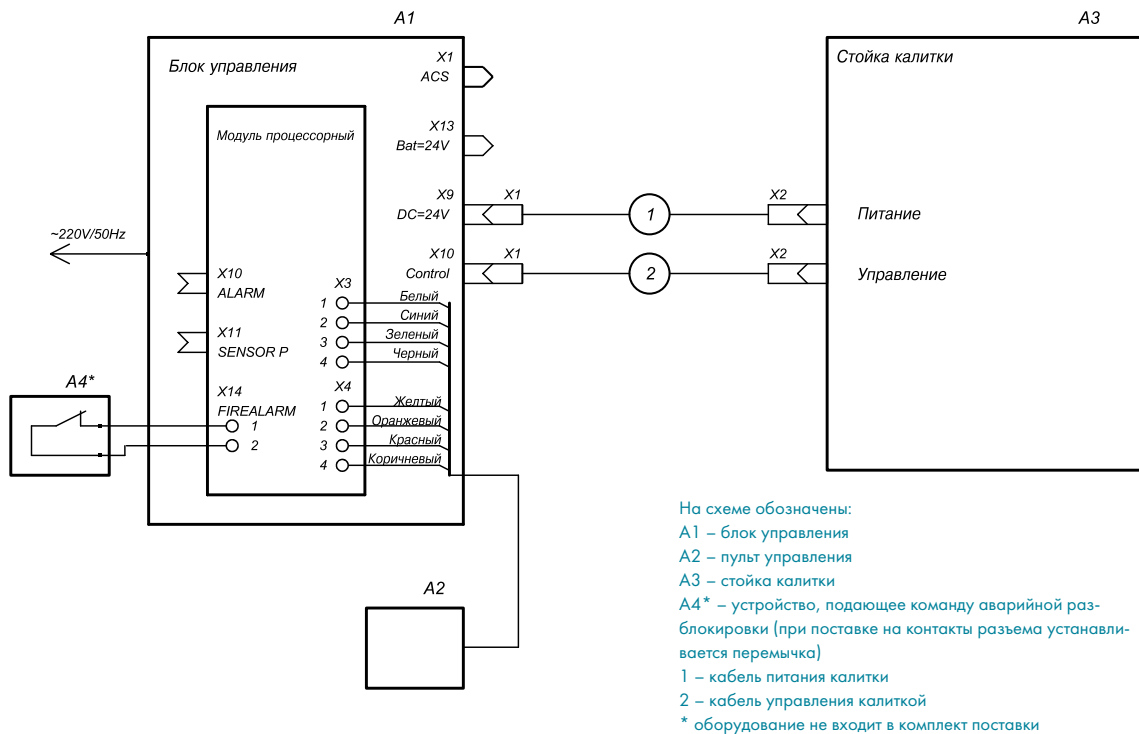 A1
A3
Блок управления
X1
ACS
Стойка калитки
Модуль процессорный
X13
Bat=24V
X9
DC=24V
X1
1
X2
Питание
~220V/50Hz
X10
Control
X1
2
X2
Управление
X10
ALARM
X3
1
Белый
2
Синий
3
Зеленый
4
Черный
X11
SENSOR P
A4*
X14
FIREALARM
1
2
X4
1
Желтый
2
Оранжевый
3
Красный
4
Коричневый
A2
На схеме обозначены:
А1 – блок управления
А2 – пульт управления
А3 – стойка калитки
А4* – устройство, подающее команду аварийной раз-
блокировки (при поставке на контакты разъема устанавли-
вается перемычка)
1 – кабель питания калитки
2 – кабель управления калиткой
* оборудование не входит в комплект поставки